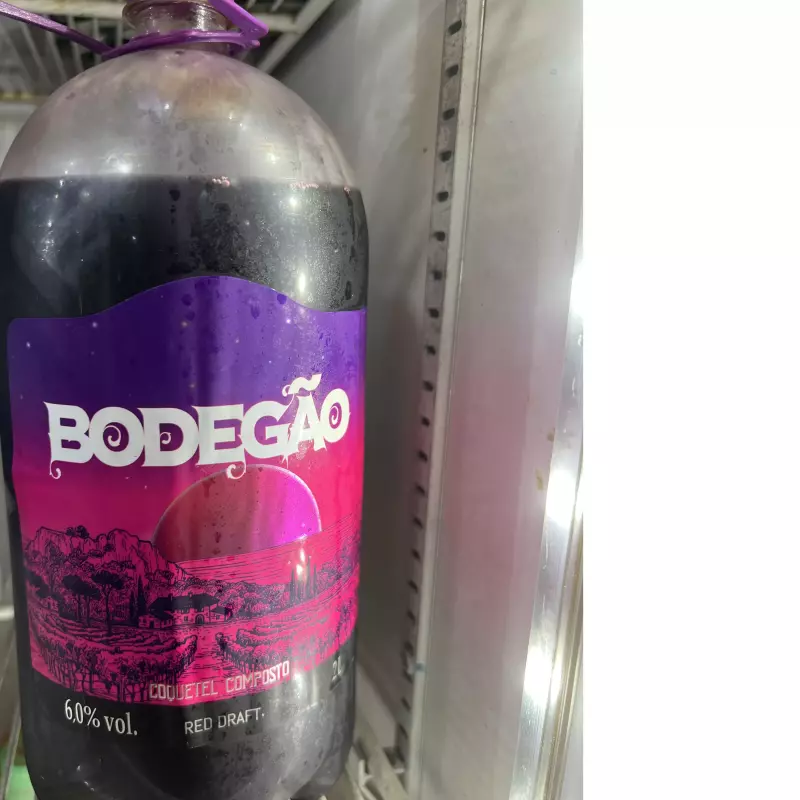 BODEGÃO
COQUETEL COMPOSTO
6,0% vol.
RED DRAFT.